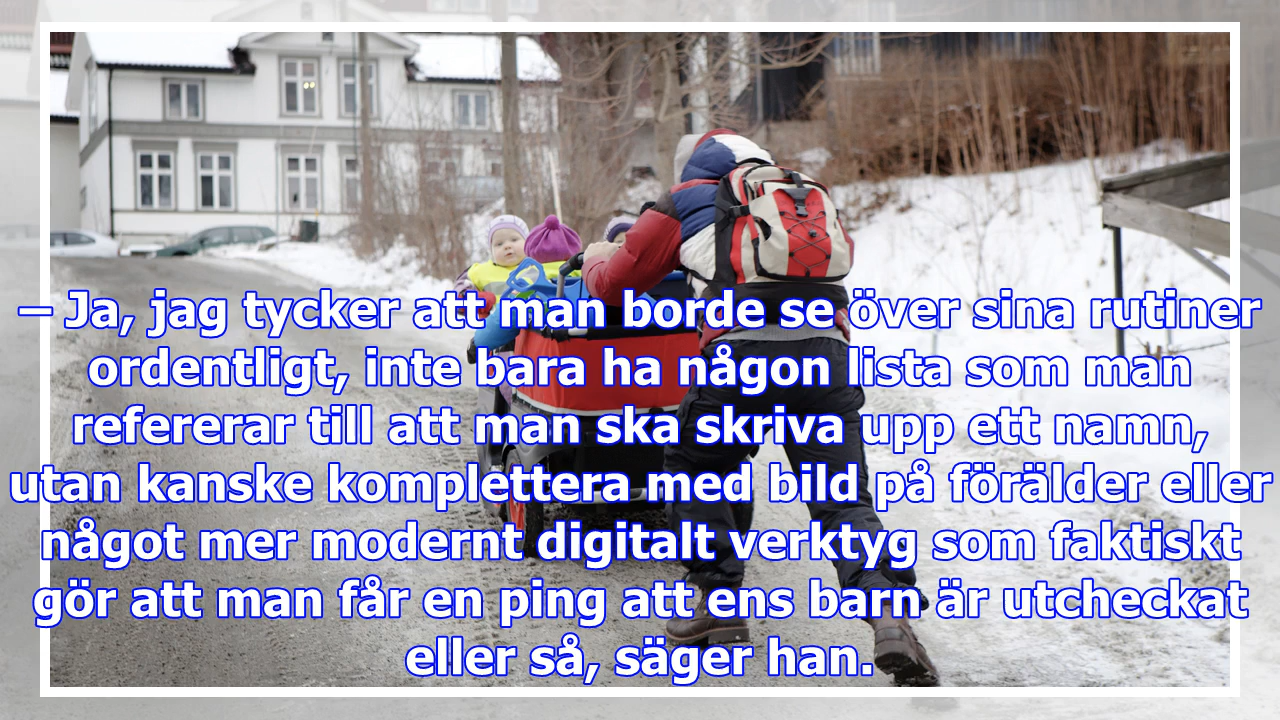 – Ja, jag tycker att man borde se över sina rutiner
ordentligt, inte bara ha någon lista som man
refererar till att man ska skriva upp ett namn,
utan kanske komplettera med bild på förälder eller
något mer modernt digitalt verktyg som faktiskt
gör att man får en ping att ens barn är utcheckat
eller så, säger han.